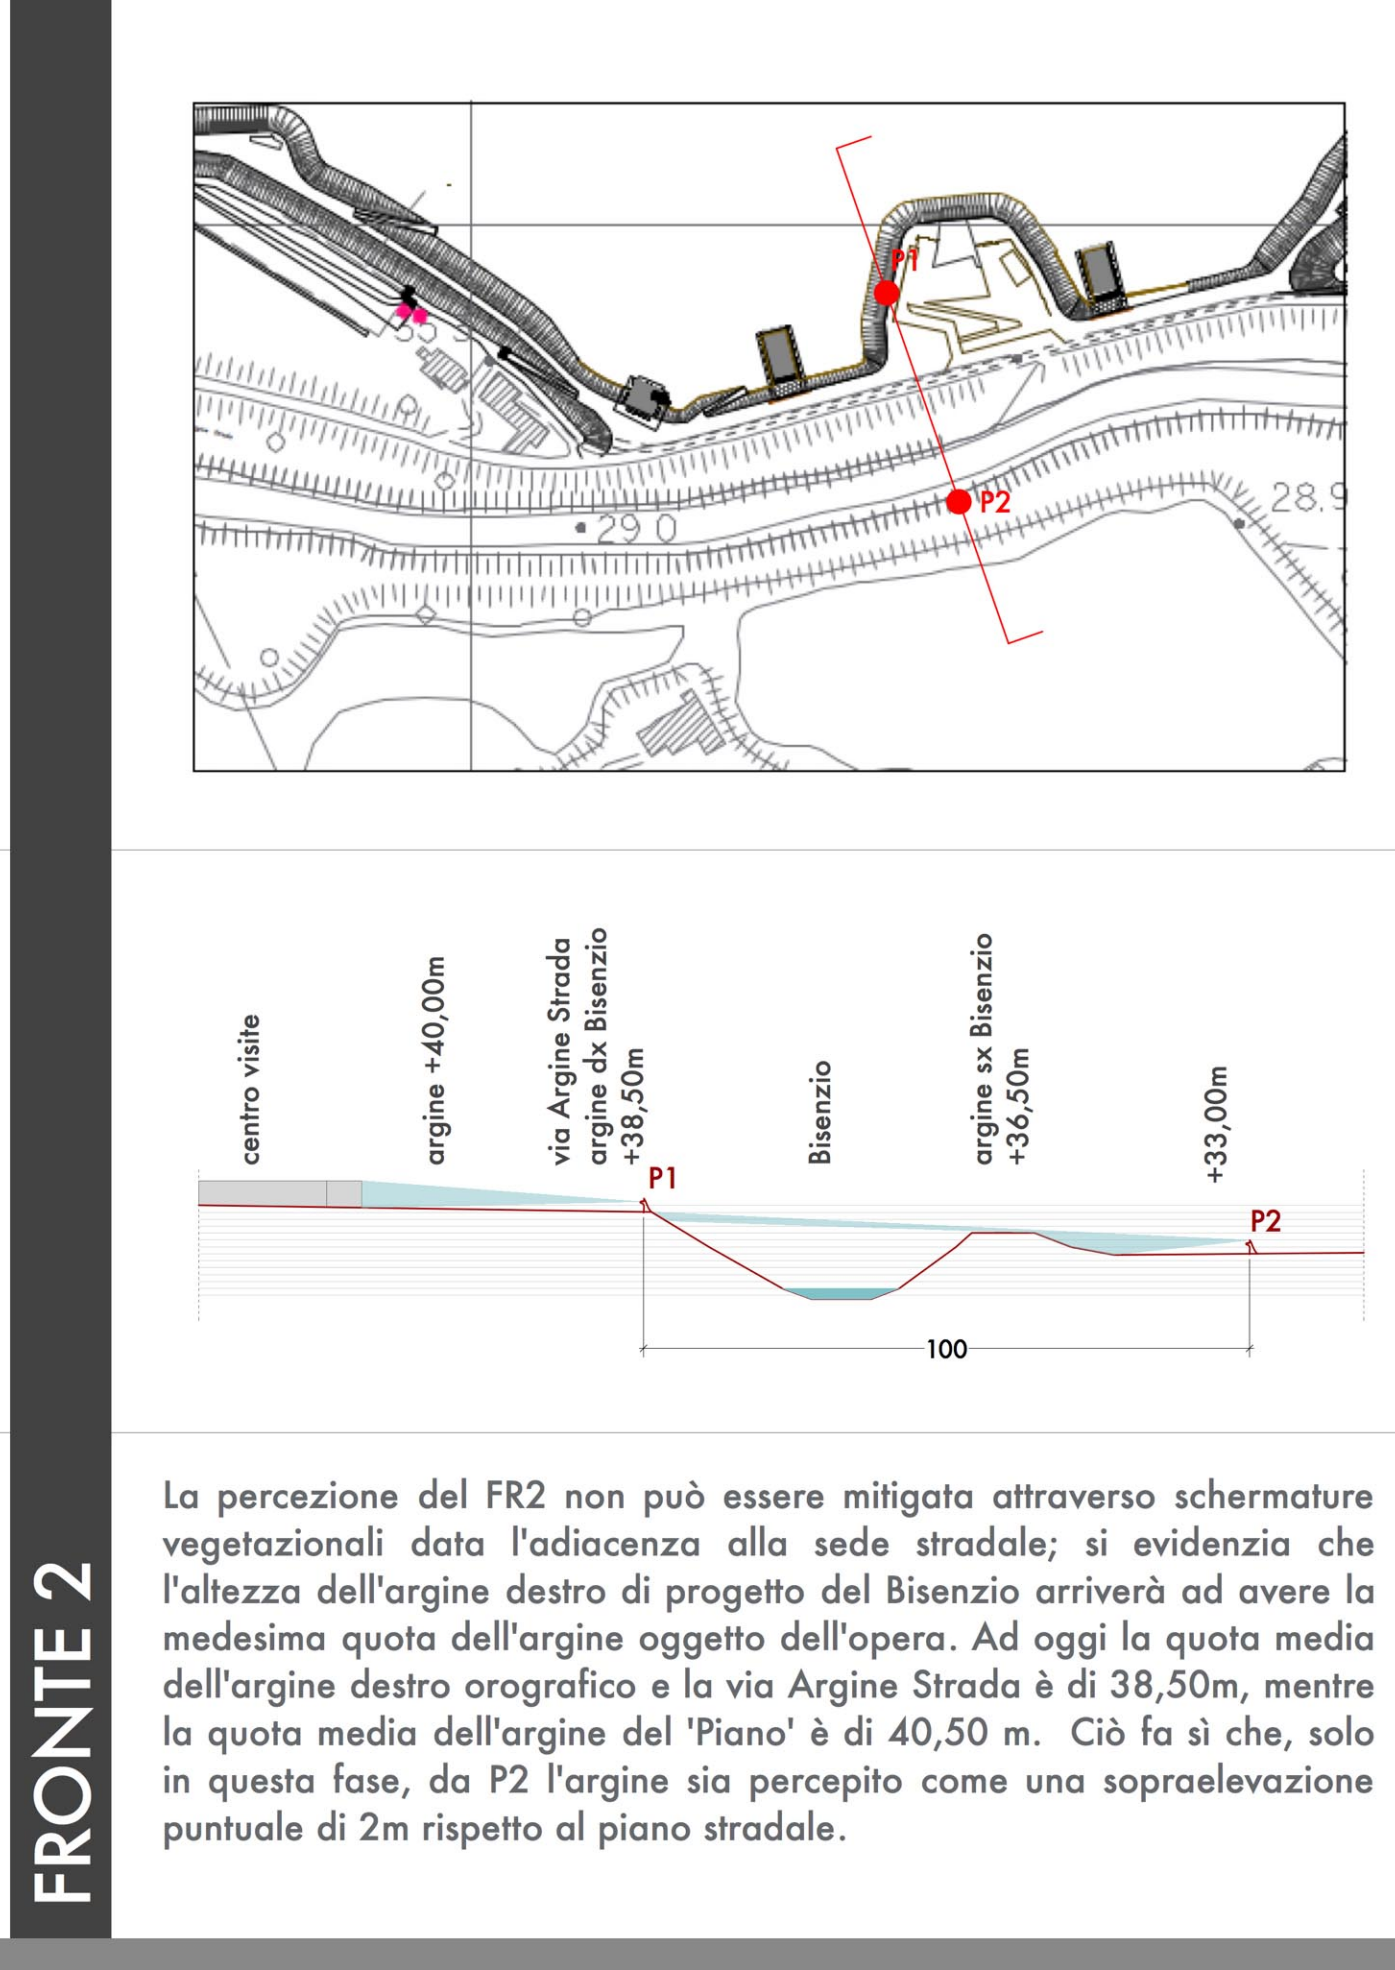 P1
P2
29 0
28.9
centro visite
argine +40,00m
via Argine Strada
argine dx Bisenzio
+38,50m
Bisenzio
argine sx Bisenzio
+36,50m
+33,00m
P1
P2
100
FRONTE 2
La percezione del FR2 non può essere mitigata attraverso schermature
vegetazionali data l'adiacenza alla sede stradale; si evidenzia che
l'altezza dell'argine destro di progetto del Bisenzio arriverà ad avere la
medesima quota dell'argine oggetto dell'opera. Ad oggi la quota media
dell'argine destro orografico e la via Argine Strada è di 38,50m, mentre
la quota media dell'argine del 'Piano' è di 40,50 m. Ciò fa sì che, solo
in questa fase, da P2 l'argine sia percepito come una sopraelevazione
puntuale di 2m rispetto al piano stradale.